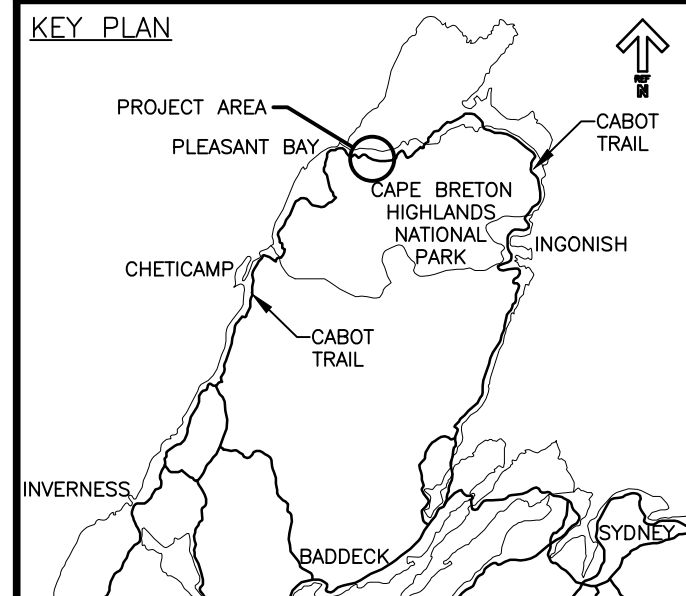 KEY PLAN
REF
N
PROJECT AREA
PLEASANT BAY
CABOT
TRAIL
CAPE BRETON
HIGHLANDS
NATIONAL
PARK
INGONISH
CHETICAMP
CABOT
TRAIL
INVERNESS
SYDNEY
BADDECK